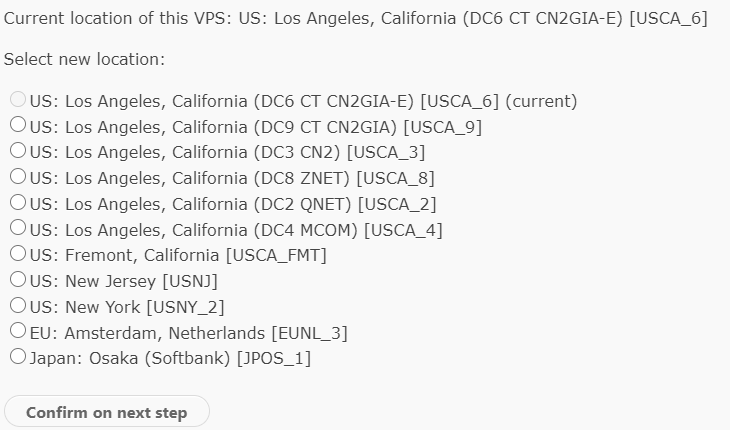 Current location of this VPS: US: Los Angeles, California (DC6 CT CN2GIA-E) [USCA_6]
Select new location:
US: Los Angeles, California (DC6 CT CN2GIA-E) [USCA_6] (current)
US: Los Angeles, California (DC9 CT CN2GIA) [USCA_9]
US: Los Angeles, California (DC3 CN2) [USCA_3]
US: Los Angeles, California (DC8 ZNET) [USCA_8]
US: Los Angeles, California (DC2 QNET) [USCA_2]
US: Los Angeles, California (DC4 MCOM) [USCA_4]
US: Fremont, California [USCA_FMT]
US: New Jersey [USNJ]
US: New York [USNY_2]
EU: Amsterdam, Netherlands [EUNL_3]
Japan: Osaka (Softbank) [JPOS_1]
Confirm on next step